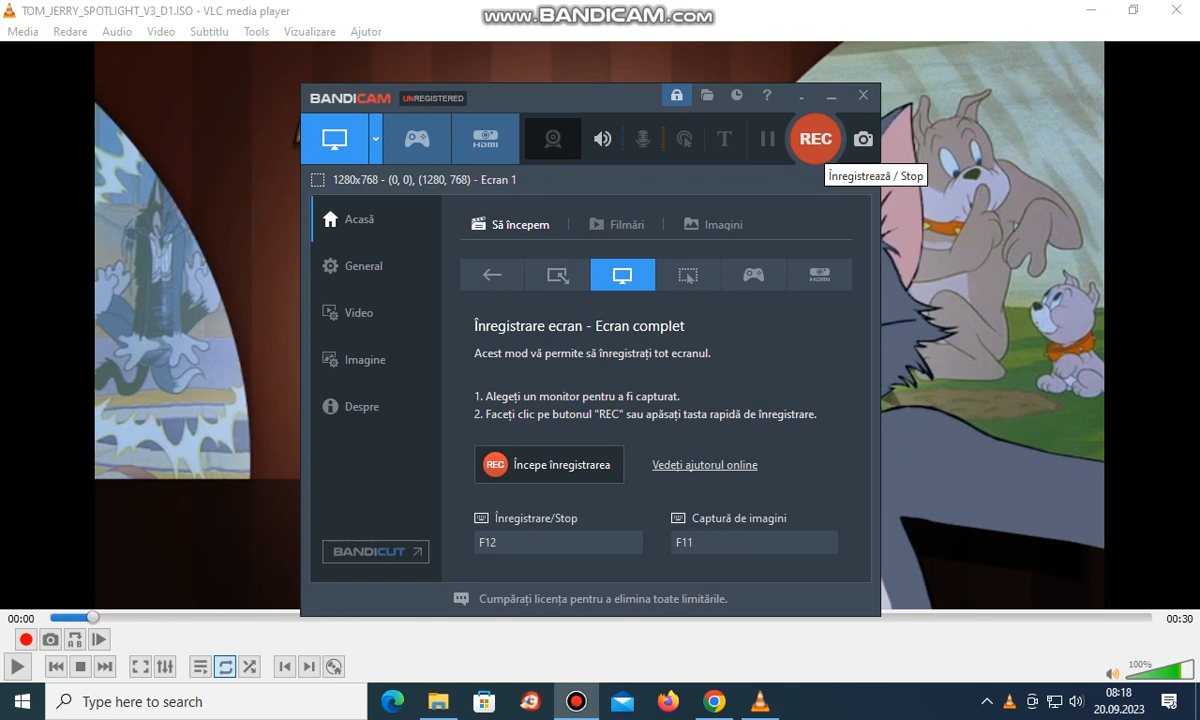 TOM_JERRY_SPOTLIGHT_V3_D1.ISO - VLC media player
www.BANDICAM.com
Media Redare Audio Video Subtitlu Tools Vizualizare Ajutor
BANDICAM UNREGISTERED
HDMI
T
REC
Înregistrează / Stop
1280x768 - (0, 0), (1280, 768) - Ecran 1
Acasă
General
Video
Imagine
Despre
BANDICUT
Să începem
Filmări
Imagini
HDMI
Înregistrare ecran - Ecran complet
Acest mod vă permite să înregistrați tot ecranul.
1. Alegeți un monitor pentru a fi capturat.
2. Faceți clic pe butonul "REC" sau apăsați tasta rapidă de înregistrare.
REC Începe înregistrarea
Vedeți ajutorul online
Înregistrare/Stop
F12
Captură de imagini
F11
Cumpărați licența pentru a elimina toate limitările.
00:00
00:30
A B
100%
Type here to search
08:18
20.09.2023